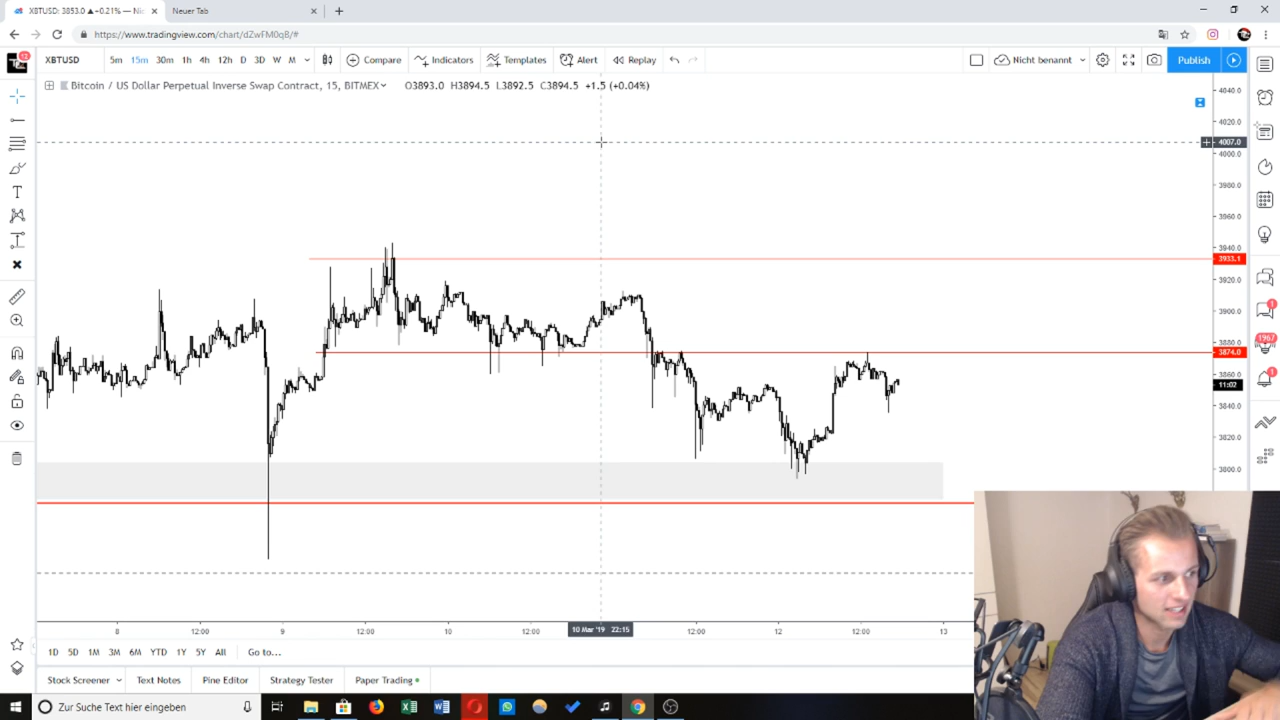 XBTUSD: 3853.0 ▲+0.21% — Nic
Neuer Tab
https://www.tradingview.com/chart/dZwFM0qB/#
12
XBTUSD 5m 15m 30m 1h 4h 12h D 3D W M Compare Indicators Templates Alert Replay Nicht benannt Publish
Bitcoin / US Dollar Perpetual Inverse Swap Contract, 15, BITMEX O3893.0 H3894.5 L3892.5 C3894.5 +1.5 (+0.04%)
4040.0
4020.0
4007.0
4000.0
3980.0
3960.0
3940.0
3933.1
3920.0
3900.0
3880.0
3874.0
3860.0
11:02
3840.0
3820.0
3800.0
1
1967
1
8 12:00 9 12:00 10 12:00 10 Mar '19 22:15 12:00 12 12:00 13
1D 5D 1M 3M 6M YTD 1Y 5Y All Go to...
Stock Screener Text Notes Pine Editor Strategy Tester Paper Trading
Zur Suche Text hier eingeben